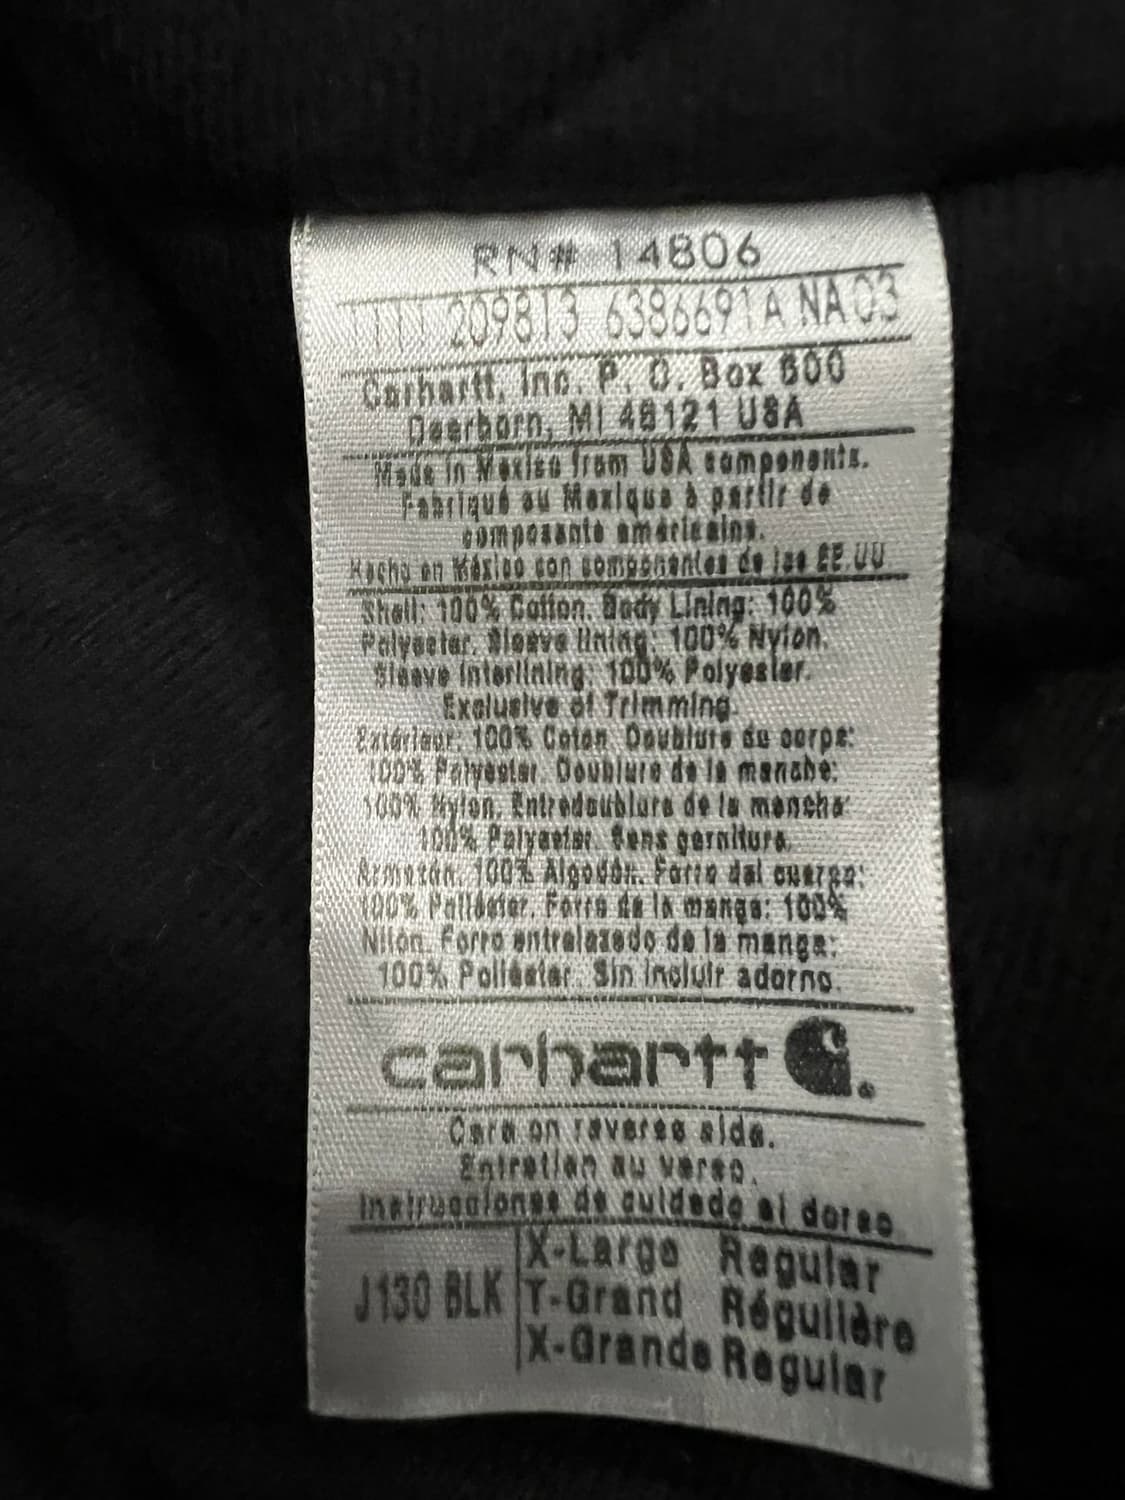 RN# 14806
1111 209813 6386691A NA 03
Carhartt, Inc. P. O. Box 600
Dearborn, MI 48121 USA
Made in Mexico from USA components.
Fabriqué au Mexique à partir de
composants américains.
Hecho en México con componentes de los EE.UU
Shell: 100% Cotton. Body Lining: 100%
Polyester. Sleeve lining: 100% Nylon.
Sleeve Interlining: 100% Polyester.
Exclusive of Trimming.
Extérieur: 100% Coton. Doublure du corps:
100% Polyester. Doublure de la manche:
100% Nylon. Entredoublure de la mancha
100% Polyester. Sans garniture.
Armazón: 100% Algodón. Forro del cuerpo:
100% Poliéster. Forro de la manga: 100%
Nilón. Forro entrelazado de la manga:
100% Poliéster. Sin incluir adorno.
carhartt
Care on reverse side.
Entretien au verso.
Instrucciones de cuidado al dorso.
J130 BLK
X-Large Regular
T-Grand Régulière
X-Grande Regular